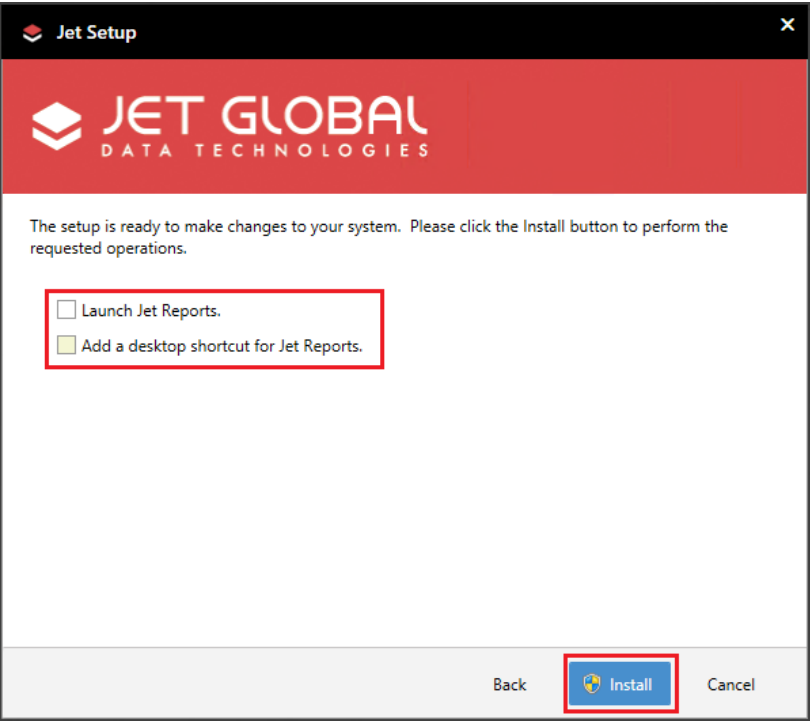 Jet Setup
JET GLOBAL
DATA TECHNOLOGIES
The setup is ready to make changes to your system.  Please click the Install button to perform the
requested operations.
Launch Jet Reports.
Add a desktop shortcut for Jet Reports.
Back Install Cancel